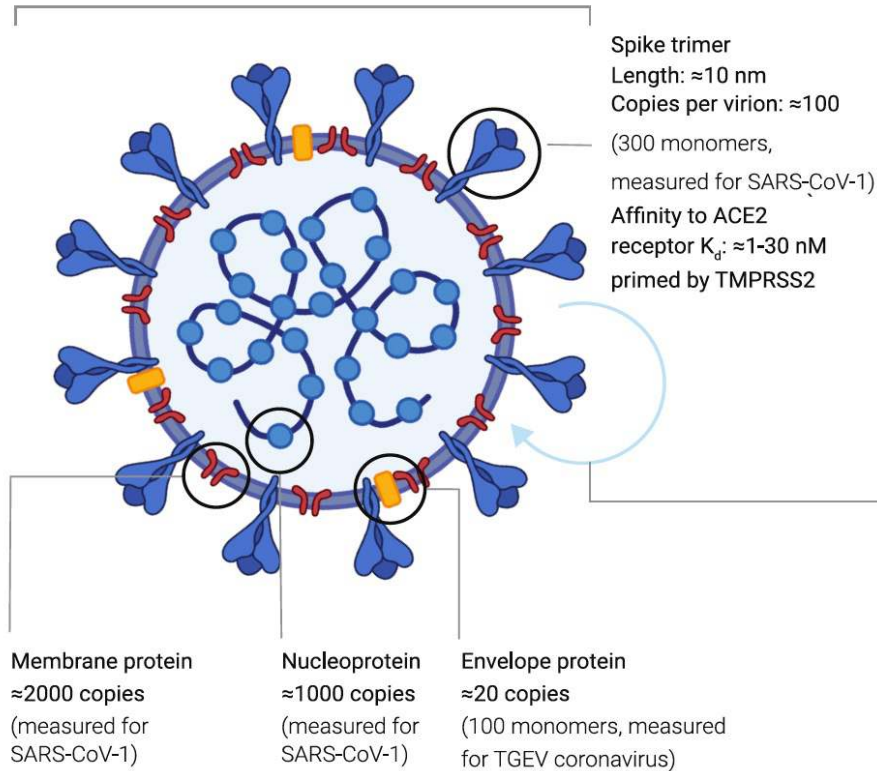 Spike trimer
Length: ≈10 nm
Copies per virion: ≈100
(300 monomers,
measured for SARS-CoV-1)
Affinity to ACE2
receptor Kd: ≈1-30 nM
primed by TMPRSS2
Membrane protein
≈2000 copies
(measured for
SARS-CoV-1)
Nucleoprotein
≈1000 copies
(measured for
SARS-CoV-1)
Envelope protein
≈20 copies
(100 monomers, measured
for TGEV coronavirus)